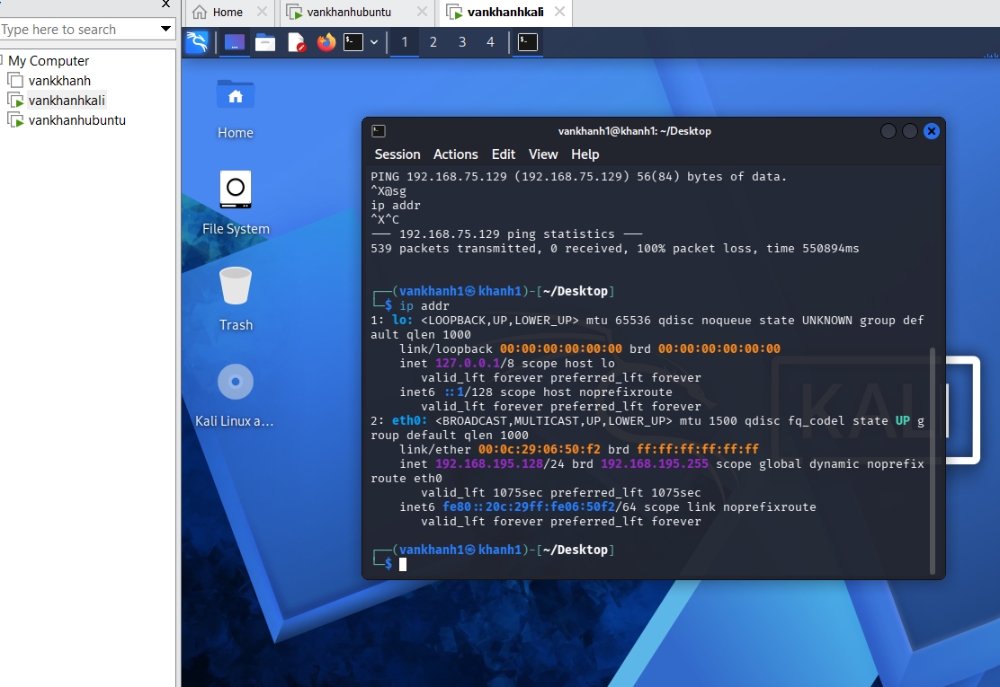 Home
vankhanhubuntu
vankhanhkali
Type here to search
My Computer
vankkhanh
vankhanhkali
vankhanhubuntu
1 2 3 4
Home
File System
Trash
Kali Linux a...
vankhanh1@khanh1: ~/Desktop
Session Actions Edit View Help
PING 192.168.75.129 (192.168.75.129) 56(84) bytes of data.
^X@sg
ip addr
^X^C
--- 192.168.75.129 ping statistics ---
539 packets transmitted, 0 received, 100% packet loss, time 550894ms
┌──(vankhanh1㉿khanh1)-[~/Desktop]
└─$ ip addr
1: lo: <LOOPBACK,UP,LOWER_UP> mtu 65536 qdisc noqueue state UNKNOWN group def
ault qlen 1000
link/loopback 00:00:00:00:00:00 brd 00:00:00:00:00:00
inet 127.0.0.1/8 scope host lo
valid_lft forever preferred_lft forever
inet6 ::1/128 scope host noprefixroute
valid_lft forever preferred_lft forever
2: eth0: <BROADCAST,MULTICAST,UP,LOWER_UP> mtu 1500 qdisc fq_codel state UP g
roup default qlen 1000
link/ether 00:0c:29:06:50:f2 brd ff:ff:ff:ff:ff:ff
inet 192.168.195.128/24 brd 192.168.195.255 scope global dynamic noprefix
route eth0
valid_lft 1075sec preferred_lft 1075sec
inet6 fe80::20c:29ff:fe06:50f2/64 scope link noprefixroute
valid_lft forever preferred_lft forever
┌──(vankhanh1㉿khanh1)-[~/Desktop]
└─$
KALI